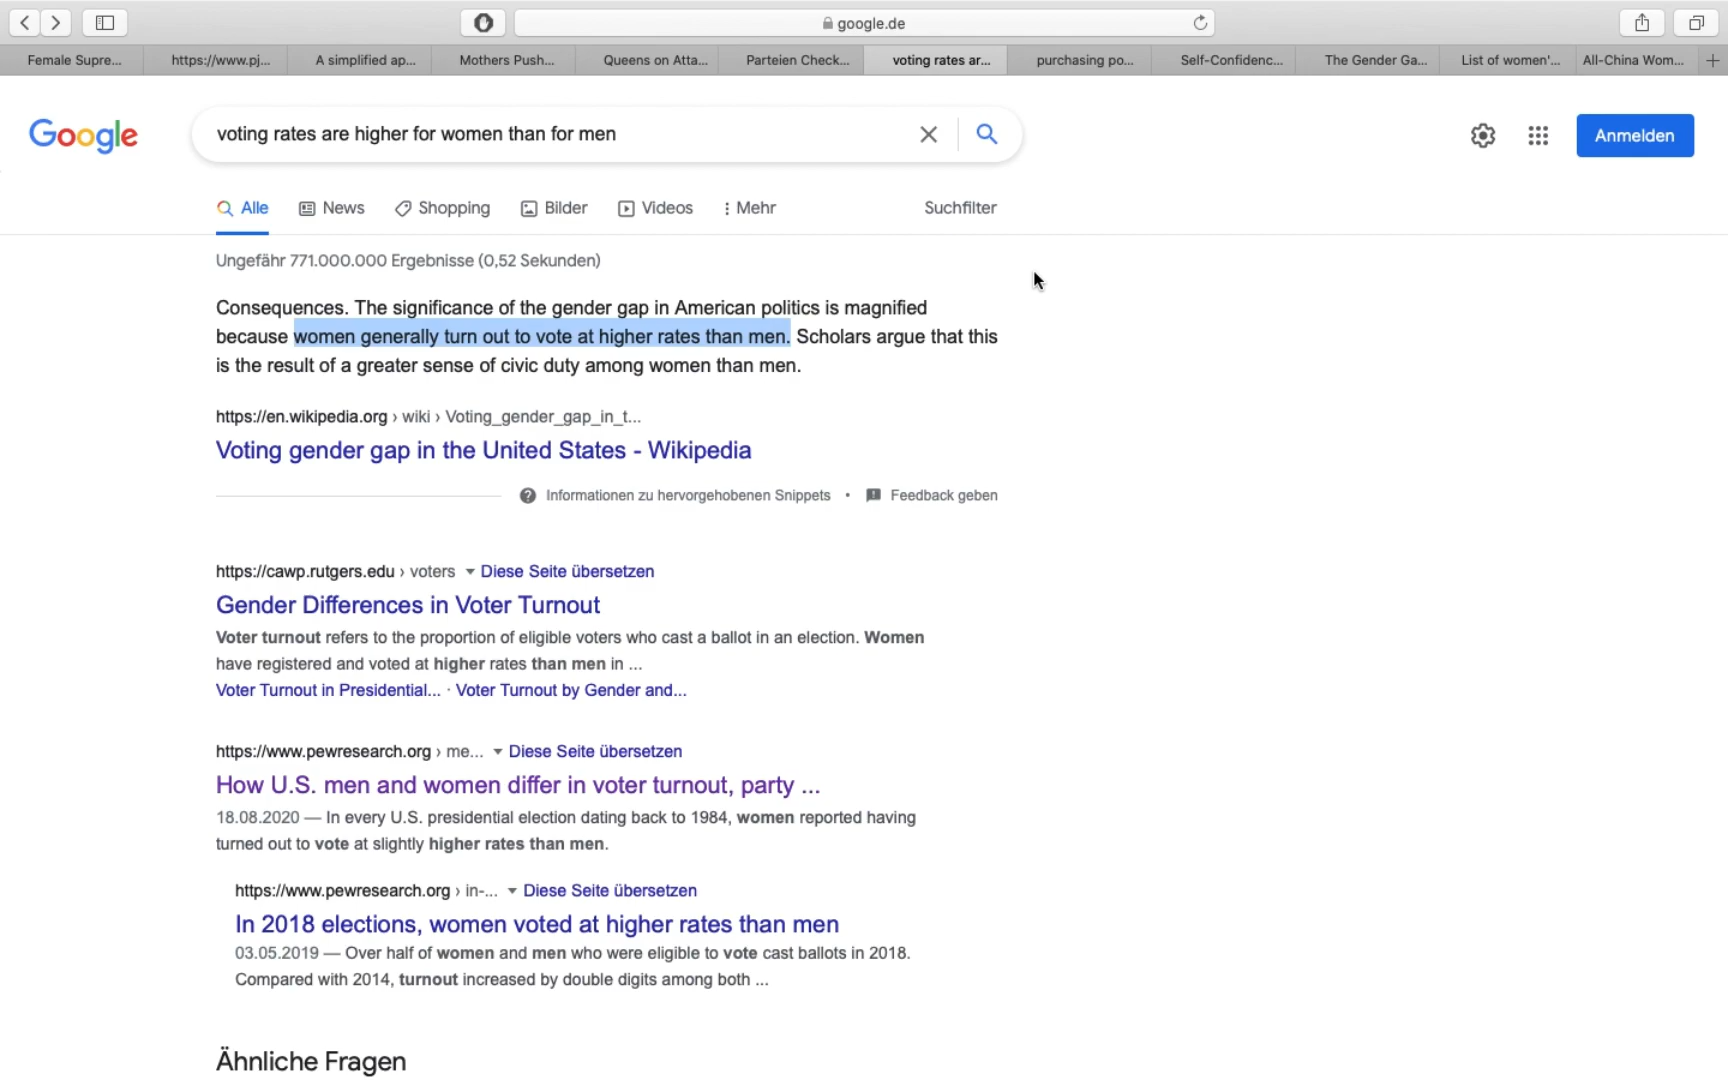 google.de
Female Supre...
https://www.pj...
A simplified ap...
Mothers Push...
Queens on Atta...
Parteien Check...
voting rates ar...
purchasing po...
Self-Confidenc...
The Gender Ga...
List of women'...
All-China Wom...
Google
voting rates are higher for women than for men
Anmelden
Alle
News
Shopping
Bilder
Videos
Mehr
Suchfilter
Ungefähr 771.000.000 Ergebnisse (0,52 Sekunden)
Consequences. The significance of the gender gap in American politics is magnified
because women generally turn out to vote at higher rates than men. Scholars argue that this
is the result of a greater sense of civic duty among women than men.
https://en.wikipedia.org › wiki › Voting_gender_gap_in_t...
Voting gender gap in the United States - Wikipedia
Informationen zu hervorgehobenen Snippets • Feedback geben
https://cawp.rutgers.edu › voters Diese Seite übersetzen
Gender Differences in Voter Turnout
Voter turnout refers to the proportion of eligible voters who cast a ballot in an election. Women
have registered and voted at higher rates than men in ...
Voter Turnout in Presidential... · Voter Turnout by Gender and...
https://www.pewresearch.org › me... Diese Seite übersetzen
How U.S. men and women differ in voter turnout, party ...
18.08.2020 — In every U.S. presidential election dating back to 1984, women reported having
turned out to vote at slightly higher rates than men.
https://www.pewresearch.org › in-... Diese Seite übersetzen
In 2018 elections, women voted at higher rates than men
03.05.2019 — Over half of women and men who were eligible to vote cast ballots in 2018.
Compared with 2014, turnout increased by double digits among both ...
Ähnliche Fragen